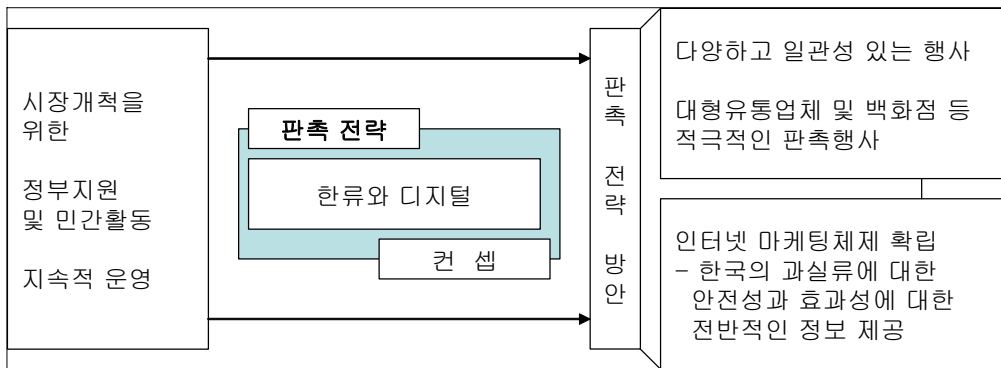 시장개척을
위한
정부지원
및 민간활동
지속적 운영
판촉 전략
한류와 디지털
컨 셉
판
촉
전
략
방
안
다양하고 일관성 있는 행사
대형유통업체 및 백화점 등
적극적인 판촉행사
인터넷 마케팅체제 확립
- 한국의 과실류에 대한
안전성과 효과성에 대한
전반적인 정보 제공